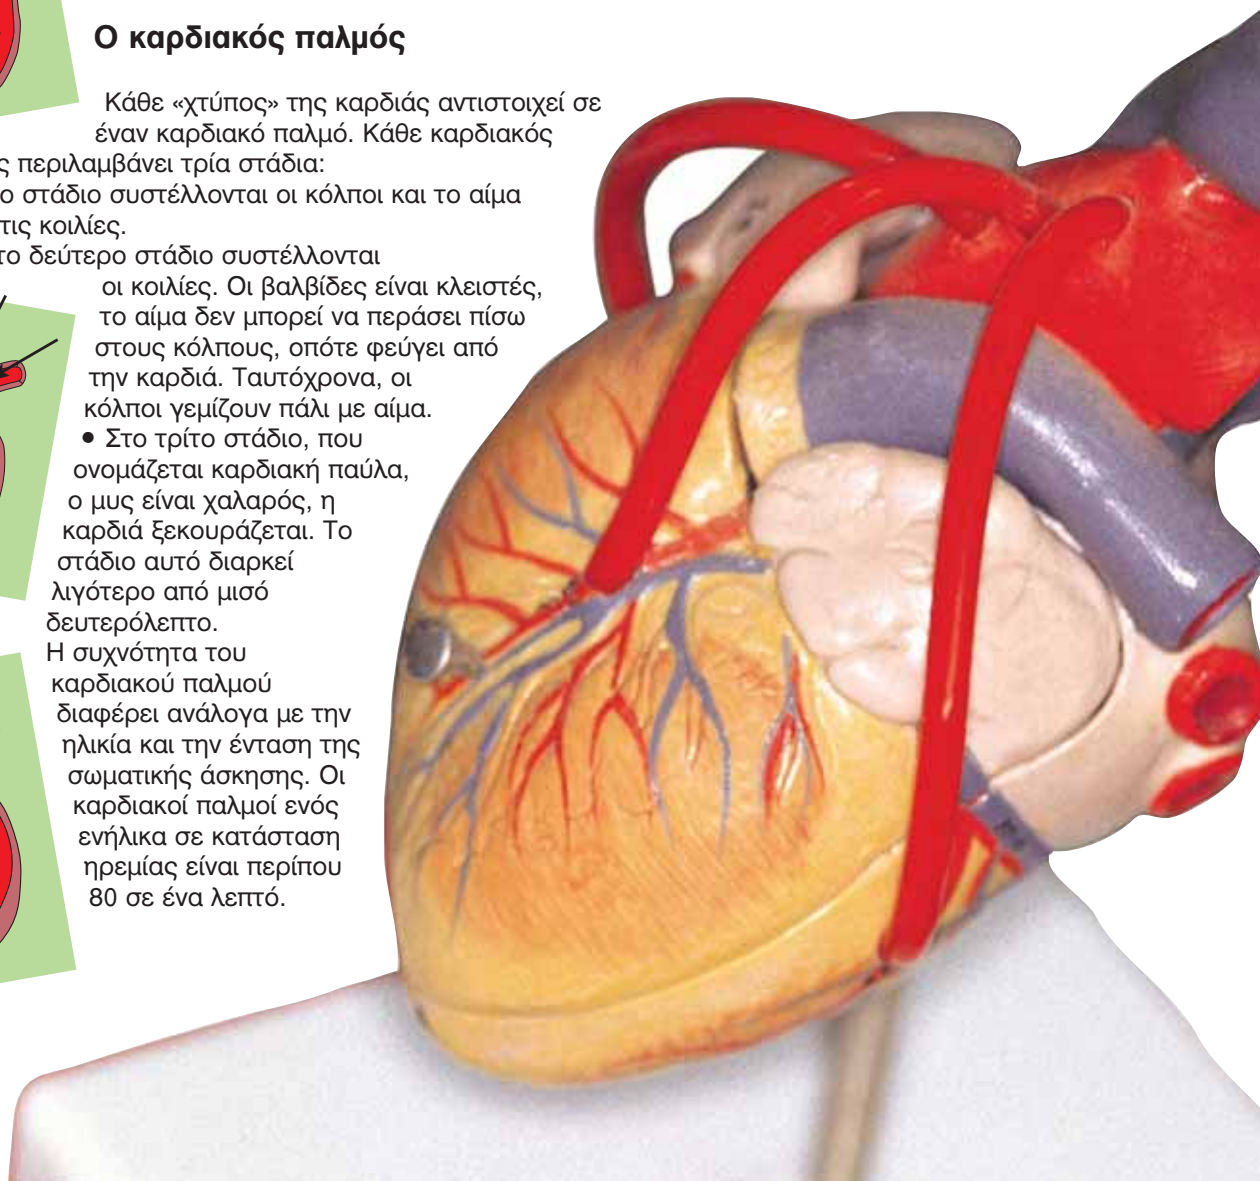 Ο καρδιακός παλμός
Κάθε «χτύπος» της καρδιάς αντιστοιχεί σε
έναν καρδιακό παλμό. Κάθε καρδιακός
περιλαμβάνει τρία στάδια:
στάδιο συστέλλονται οι κόλποι και το αίμα
τις κοιλίες.
το δεύτερο στάδιο συστέλλονται
οι κοιλίες. Οι βαλβίδες είναι κλειστές,
το αίμα δεν μπορεί να περάσει πίσω
στους κόλπους, οπότε φεύγει από
την καρδιά. Ταυτόχρονα, οι
κόλποι γεμίζουν πάλι με αίμα.
• Στο τρίτο στάδιο, που
ονομάζεται καρδιακή παύλα,
ο μυς είναι χαλαρός, η
καρδιά ξεκουράζεται. Το
στάδιο αυτό διαρκεί
λιγότερο από μισό
δευτερόλεπτο.
Η συχνότητα του
καρδιακού παλμού
διαφέρει ανάλογα με την
ηλικία και την ένταση της
σωματικής άσκησης. Οι
καρδιακοί παλμοί ενός
ενήλικα σε κατάσταση
ηρεμίας είναι περίπου
80 σε ένα λεπτό.